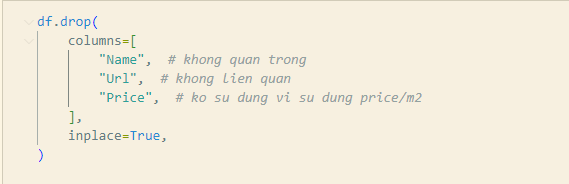 df.drop(
    columns=[
        "Name",  # khong quan trong
        "Url",  # khong lien quan
        "Price",  # ko su dung vi su dung price/m2
    ],
    inplace=True,
)